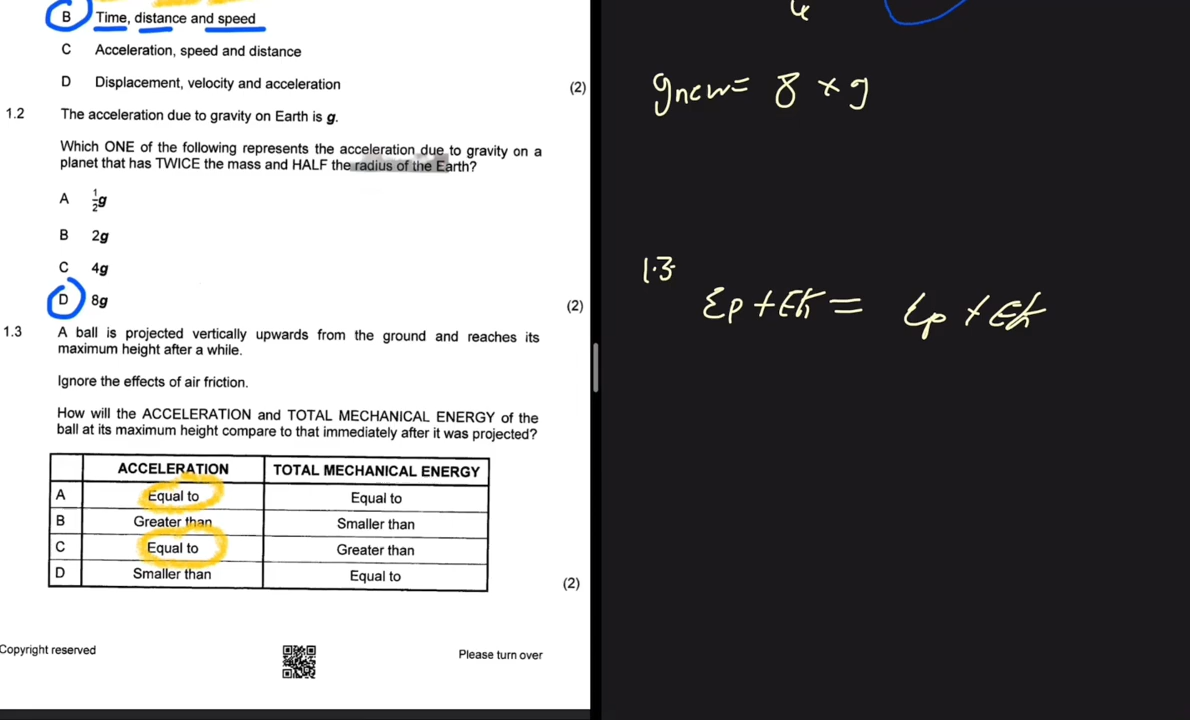 B Time, distance and speed
C Acceleration, speed and distance
D Displacement, velocity and acceleration (2)
1.2 The acceleration due to gravity on Earth is g.
Which ONE of the following represents the acceleration due to gravity on a
planet that has TWICE the mass and HALF the radius of the Earth?
A 1/2 g
B 2g
C 4g
D 8g (2)
1.3 A ball is projected vertically upwards from the ground and reaches its
maximum height after a while.
Ignore the effects of air friction.
How will the ACCELERATION and TOTAL MECHANICAL ENERGY of the
ball at its maximum height compare to that immediately after it was projected?
ACCELERATION TOTAL MECHANICAL ENERGY
A Equal to Equal to
B Greater than Smaller than
C Equal to Greater than
D Smaller than Equal to
(2)
Copyright reserved Please turn over
gnew = 8 × g
1.3
Ep + Ek = Ep + Ek